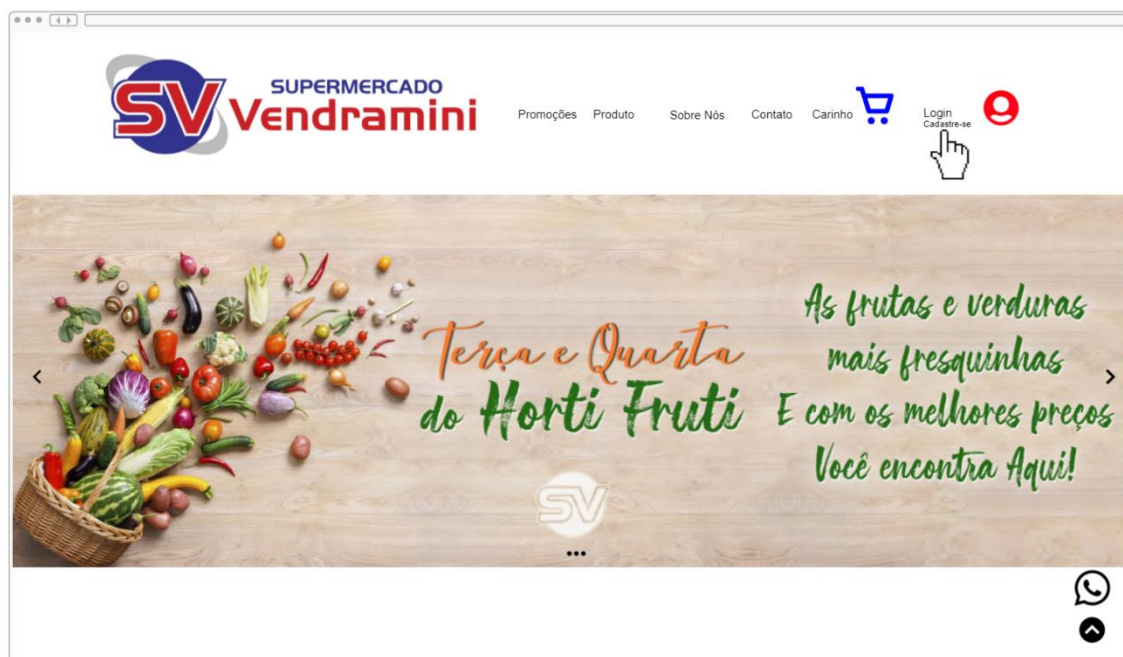 SV
SUPERMERCADO
Vendramini
Promoções Produto Sobre Nós Contato Carinho Login
Cadastre-se
Terça e Quarta
do Horti Fruti
As frutas e verduras
mais fresquinhas
E com os melhores preços
Você encontra Aqui!
SV